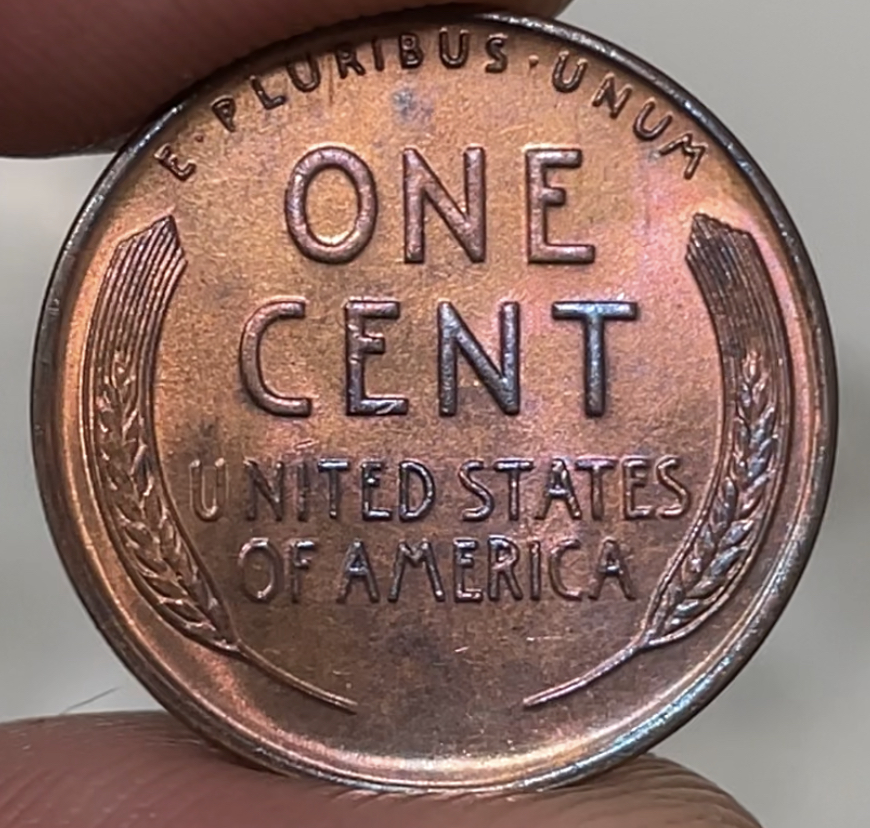 E·PLURIBUS·UNUM
ONE
CENT
UNITED STATES
OF AMERICA